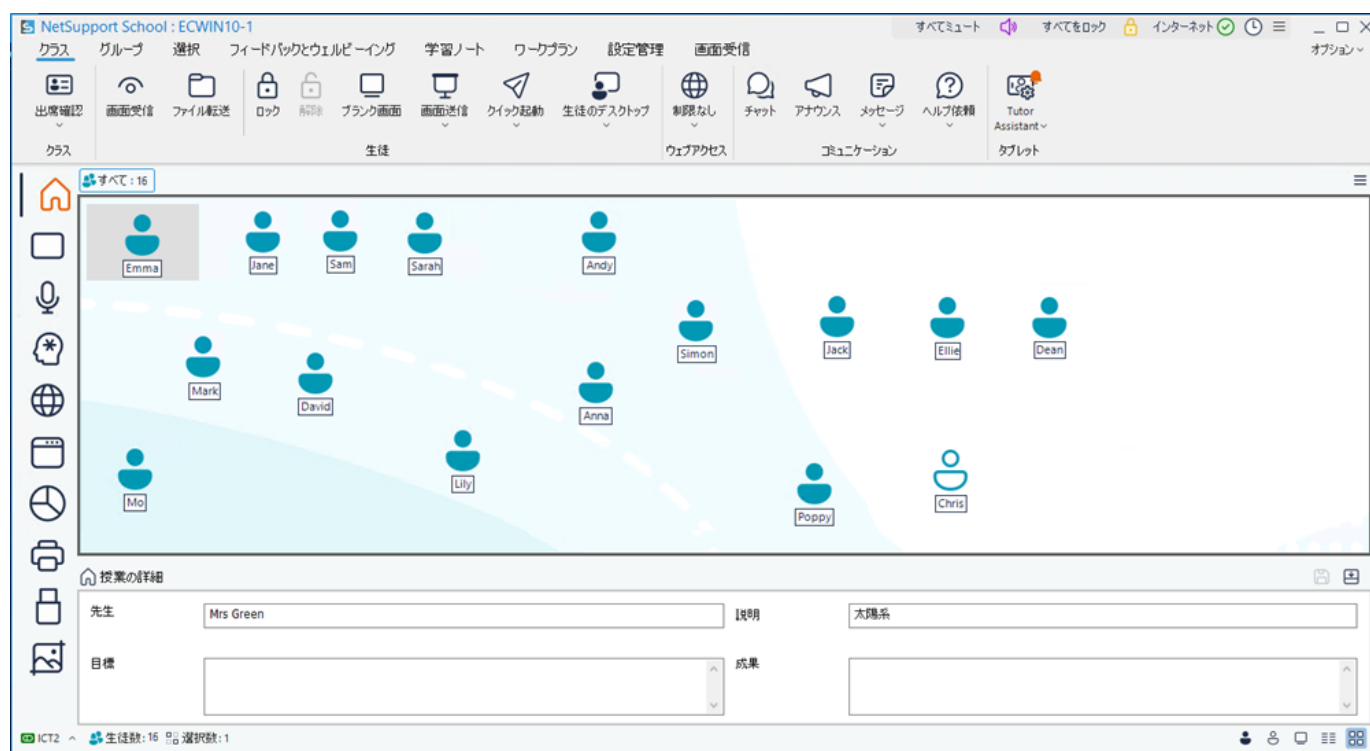 NetSupport School : ECWIN10-1
すべてミュート すべてをロック インターネット
クラス グループ 選択 フィードバックとウェルビーイング 学習ノート ワークプラン 設定管理 画面受信
オプション
出席確認 画面受信 ファイル転送 ロック 解除 ブランク画面 画面送信 クイック起動 生徒のデスクトップ 制限なし チャット アナウンス メッセージ ヘルプ依頼 Tutor Assistant
クラス 生徒 ウェブアクセス コミュニケーション タブレット
すべて : 16
Emma Jane Sam Sarah Andy
Simon Jack Ellie Dean
Mark David Anna
Mo Lily Poppy Chris
授業の詳細
先生 Mrs Green 説明 太陽系
目標 成果
ICT2 生徒数: 16 選択数: 1